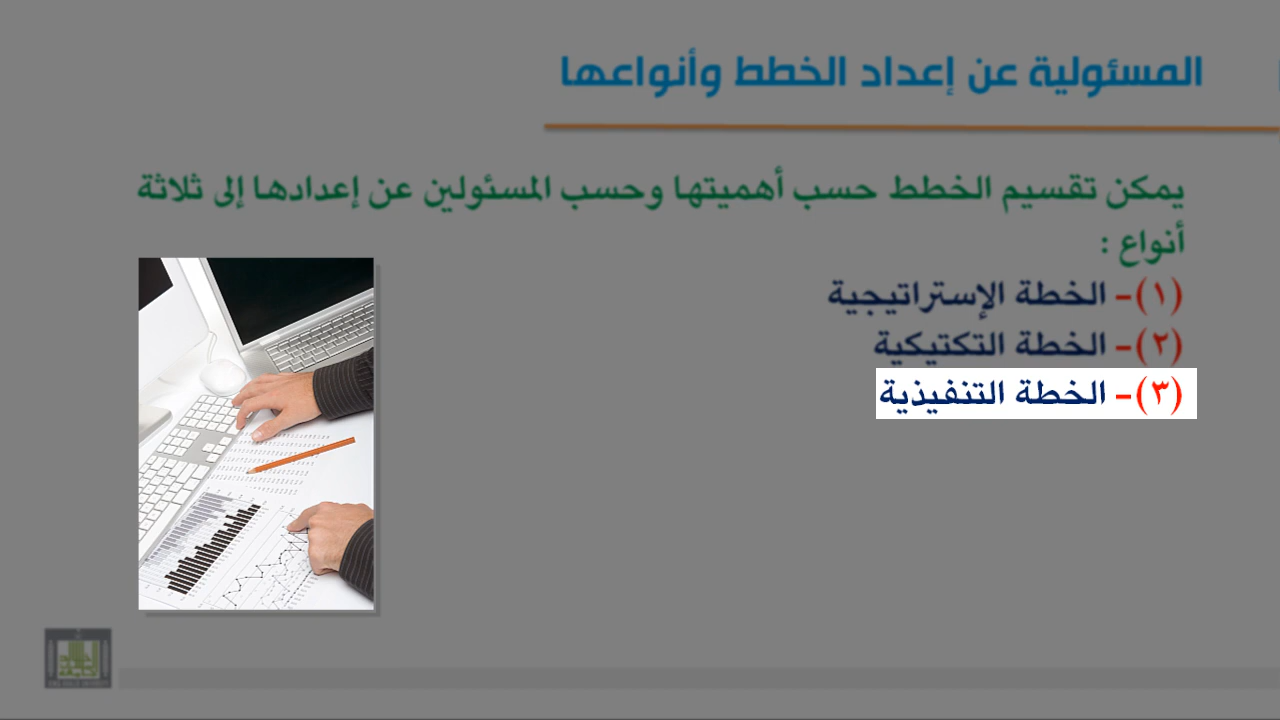 المسئولية عن إعداد الخطط وأنواعها
يمكن تقسيم الخطط حسب أهميتها وحسب المسئولين عن إعدادها إلى ثلاثة
أنواع :
(١)- الخطة الإستراتيجية
(٢)- الخطة التكتيكية
(٣)- الخطة التنفيذية